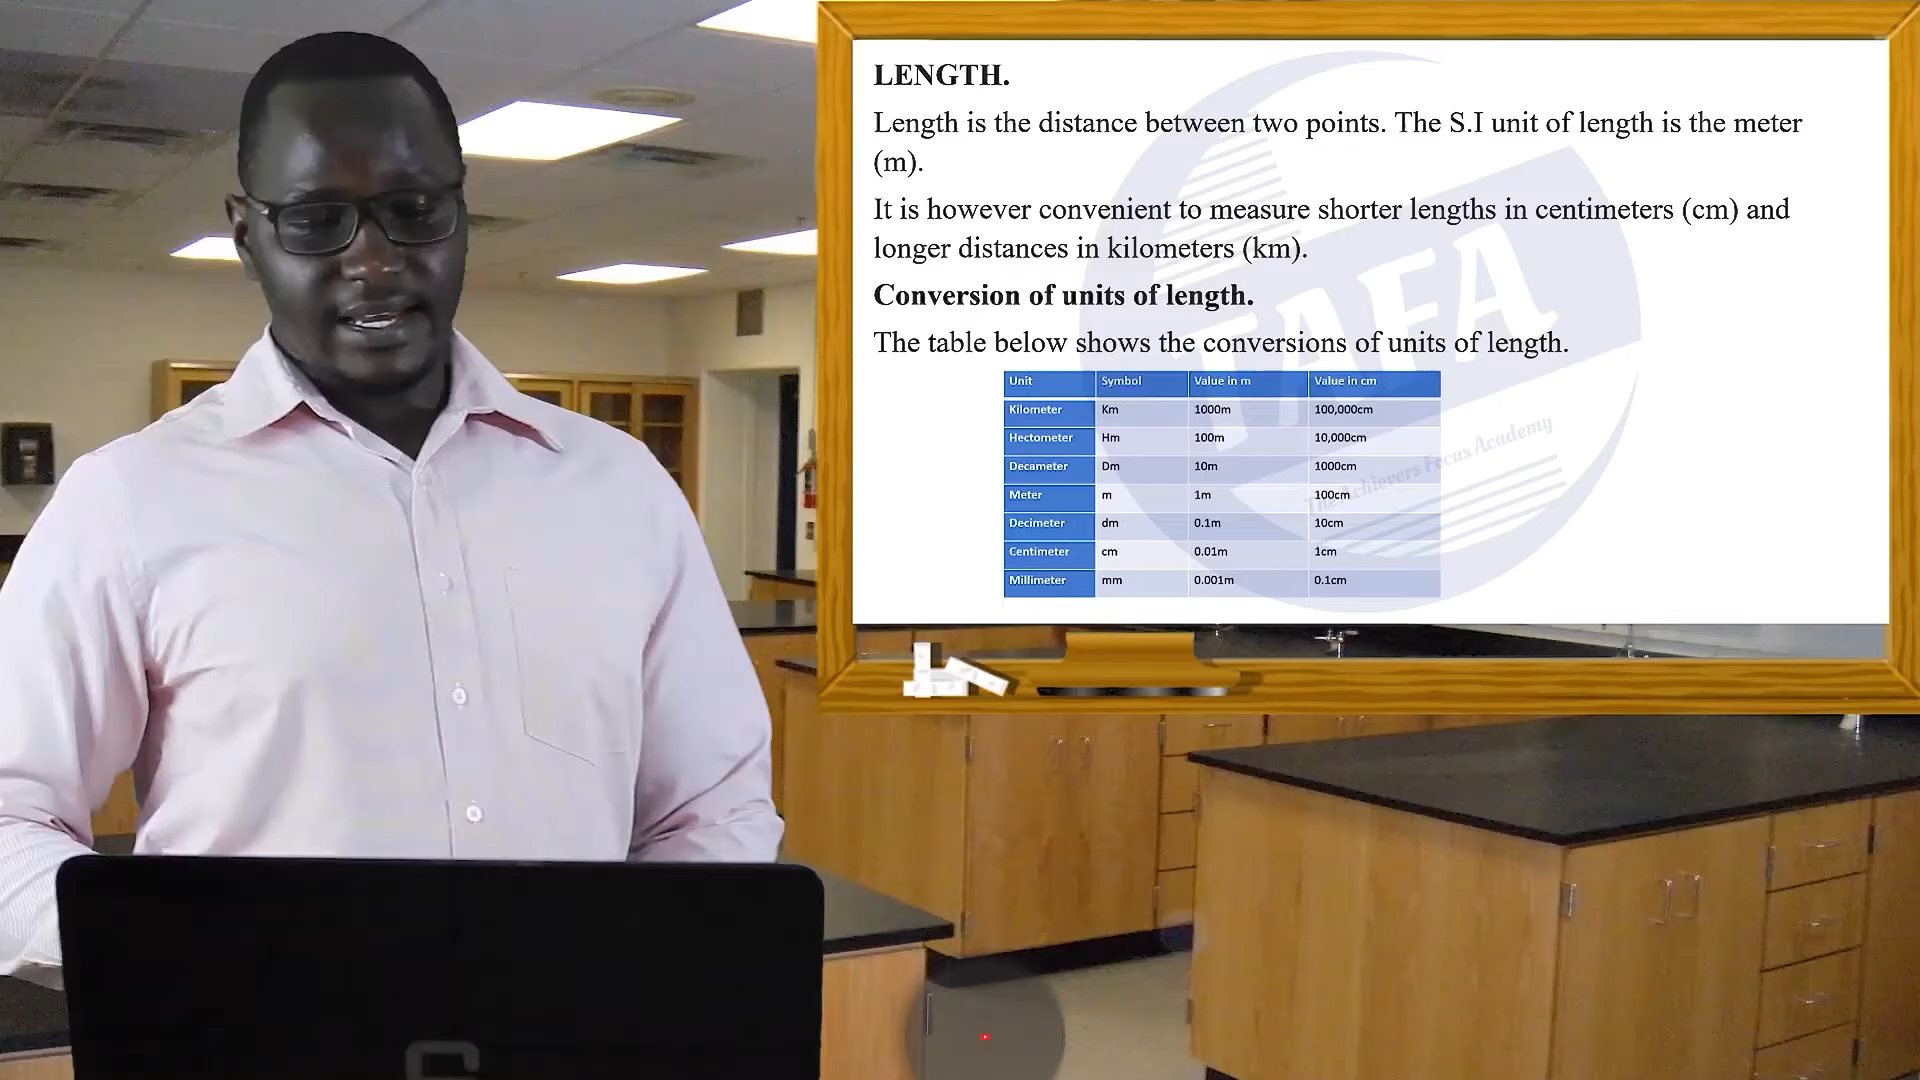 LENGTH.
Length is the distance between two points. The S.I unit of length is the meter
(m).
It is however convenient to measure shorter lengths in centimeters (cm) and
longer distances in kilometers (km).
Conversion of units of length.
The table below shows the conversions of units of length.
Unit Symbol Value in m Value in cm
Kilometer Km 1000m 100,000cm
Hectometer Hm 100m 10,000cm
Decameter Dm 10m 1000cm
Meter m 1m 100cm
Decimeter dm 0.1m 10cm
Centimeter cm 0.01m 1cm
Millimeter mm 0.001m 0.1cm
TAFA
The Achievers Focus Academy